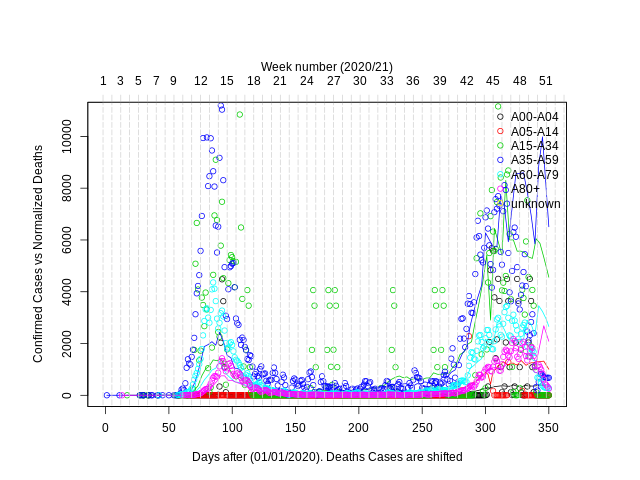 Week number (2020/21)
1 3 5 7 9 12 15 18 21 24 27 30 33 36 39 42 45 48 51
Confirmed Cases vs Normalized Deaths
10000
8000
6000
4000
2000
0
A00-A04
A05-A14
A15-A34
A35-A59
A60-A79
A80+
unknown
0 50 100 150 200 250 300 350
Days after (01/01/2020). Deaths Cases are shifted